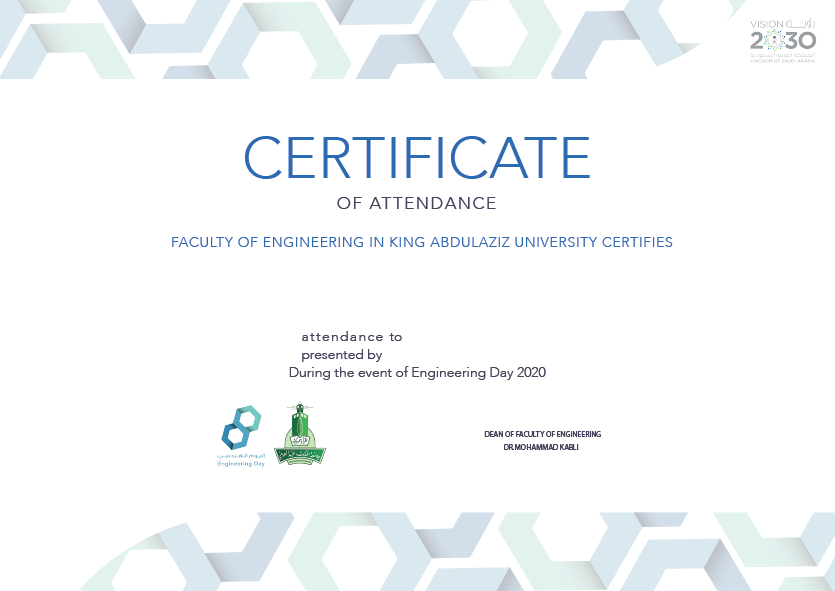 VISION رؤيــــة
2030
المملكة العربية السعودية
KINGDOM OF SAUDI ARABIA
CERTIFICATE
OF ATTENDANCE
FACULTY OF ENGINEERING IN KING ABDULAZIZ UNIVERSITY CERTIFIES
attendance to
presented by
During the event of Engineering Day 2020
اليوم الهندسي
Engineering Day
DEAN OF FACULTY OF ENGINEERING
DR.MOHAMMAD KABLI